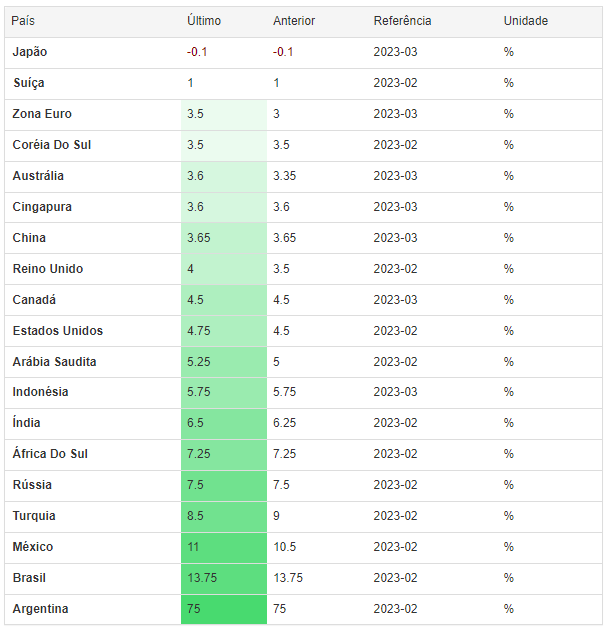 País Último Anterior Referência Unidade
Japão -0.1 -0.1 2023-03 %
Suíça 1 1 2023-02 %
Zona Euro 3.5 3 2023-03 %
Coréia Do Sul 3.5 3.5 2023-02 %
Austrália 3.6 3.35 2023-03 %
Cingapura 3.6 3.6 2023-02 %
China 3.65 3.65 2023-03 %
Reino Unido 4 3.5 2023-02 %
Canadá 4.5 4.5 2023-03 %
Estados Unidos 4.75 4.5 2023-02 %
Arábia Saudita 5.25 5 2023-02 %
Indonésia 5.75 5.75 2023-03 %
Índia 6.5 6.25 2023-02 %
África Do Sul 7.25 7.25 2023-02 %
Rússia 7.5 7.5 2023-02 %
Turquia 8.5 9 2023-02 %
México 11 10.5 2023-02 %
Brasil 13.75 13.75 2023-02 %
Argentina 75 75 2023-02 %